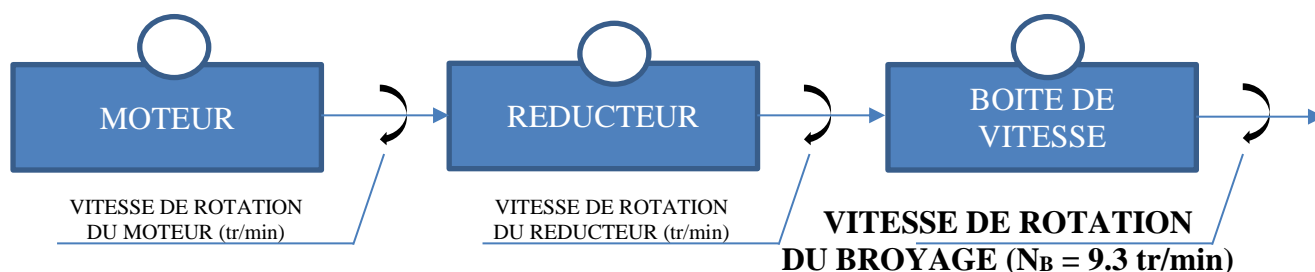 MOTEUR
REDUCTEUR
BOITE DE
VITESSE
VITESSE DE ROTATION
DU MOTEUR (tr/min)
VITESSE DE ROTATION
DU REDUCTEUR (tr/min)
VITESSE DE ROTATION
DU BROYAGE (NB = 9.3 tr/min)